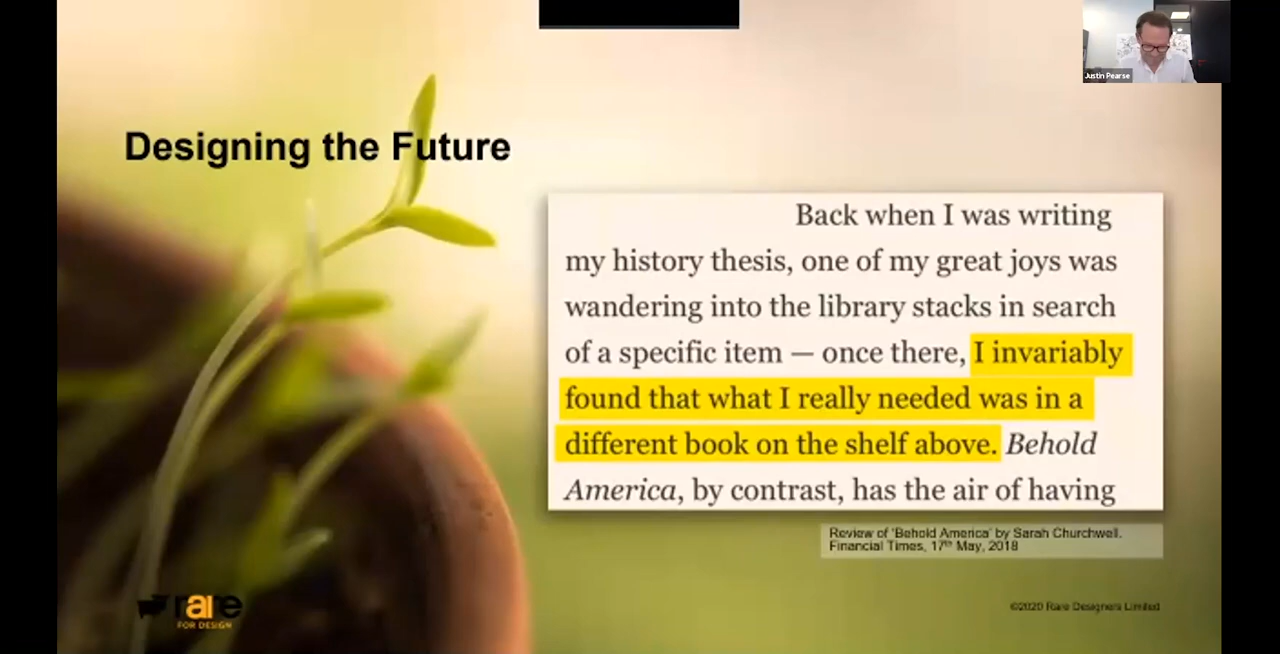 Justin Pearse
Designing the Future
Back when I was writing
my history thesis, one of my great joys was
wandering into the library stacks in search
of a specific item — once there, I invariably
found that what I really needed was in a
different book on the shelf above. Behold
America, by contrast, has the air of having
Review of 'Behold America' by Sarah Churchwell.
Financial Times, 17th May, 2018
rare
FOR DESIGN
©2020 Rare Designers Limited